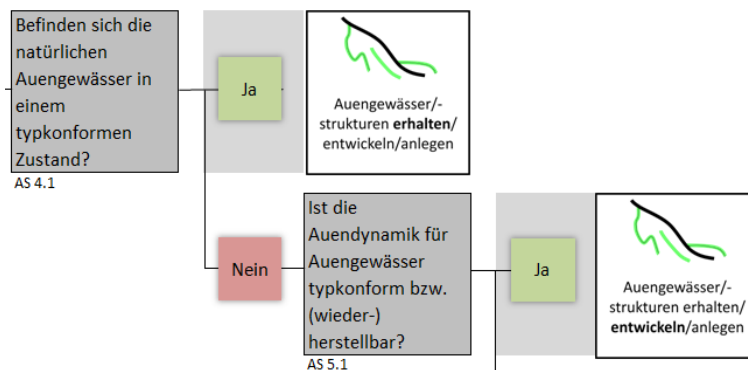 Befinden sich die
natürlichen
Auengewässer in
einem
typkonformen
Zustand?
AS 4.1
Ja
Auengewässer/-
strukturen erhalten/
entwickeln/anlegen
Nein
Ist die
Auendynamik für
Auengewässer
typkonform bzw.
(wieder-)
herstellbar?
AS 5.1
Ja
Auengewässer/-
strukturen erhalten/
entwickeln/anlegen